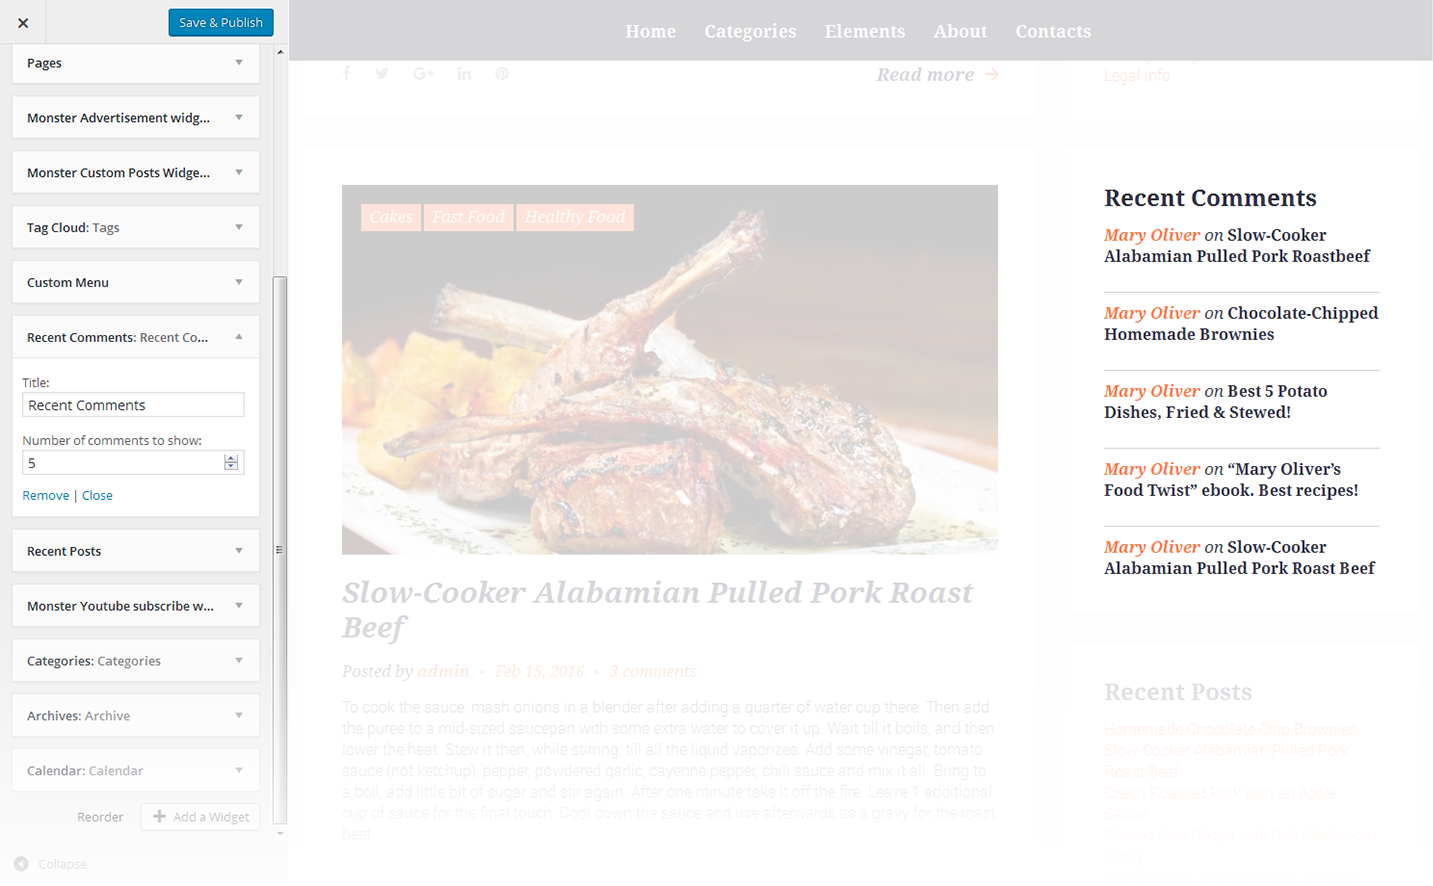 Save & Publish
Pages
Monster Advertisement widg...
Monster Custom Posts Widge...
Tag Cloud: Tags
Custom Menu
Recent Comments: Recent Co...
Title:
Recent Comments
Number of comments to show:
5
Remove | Close
Recent Posts
Monster Youtube subscribe w...
Categories: Categories
Archives: Archive
Calendar: Calendar
Reorder
Add a Widget
Collapse
Home Categories Elements About Contacts
Read more
Cakes Fast Food Healthy Food
Slow-Cooker Alabamian Pulled Pork Roast
Beef
Posted by admin • Feb 15, 2016 • 3 comments
To cook the sauce: mash onions in a blender after adding a quarter of water cup there. Then add
the puree to a mid-sized saucepan with some extra water to cover it up. Wait till it boils, and then
lower the heat. Stew it then, while stirring, till all the liquid vaporizes. Add some vinegar, tomato
sauce (not ketchup), pepper, powdered garlic, cayenne pepper, chili sauce and mix it all. Bring to
a boil, add little bit of sugar and stir again. After one minute take it off the fire. Leave 1 additional
cup of sauce for the final touch. Cool down the sauce and use afterwards as a gravy for the roast
beef.
Legal info
Recent Comments
Mary Oliver on Slow-Cooker
Alabamian Pulled Pork Roastbeef
Mary Oliver on Chocolate-Chipped
Homemade Brownies
Mary Oliver on Best 5 Potato
Dishes, Fried & Stewed!
Mary Oliver on “Mary Oliver’s
Food Twist” ebook. Best recipes!
Mary Oliver on Slow-Cooker
Alabamian Pulled Pork Roast Beef
Recent Posts
Homemade Chocolate Chip Brownies
Slow-Cooker Alabamian Pulled Pork
Roast Beef
Czech Roasted Pork with an Apple
Sauce
Classic Pork Chops with Oak Mushroom
Gravy